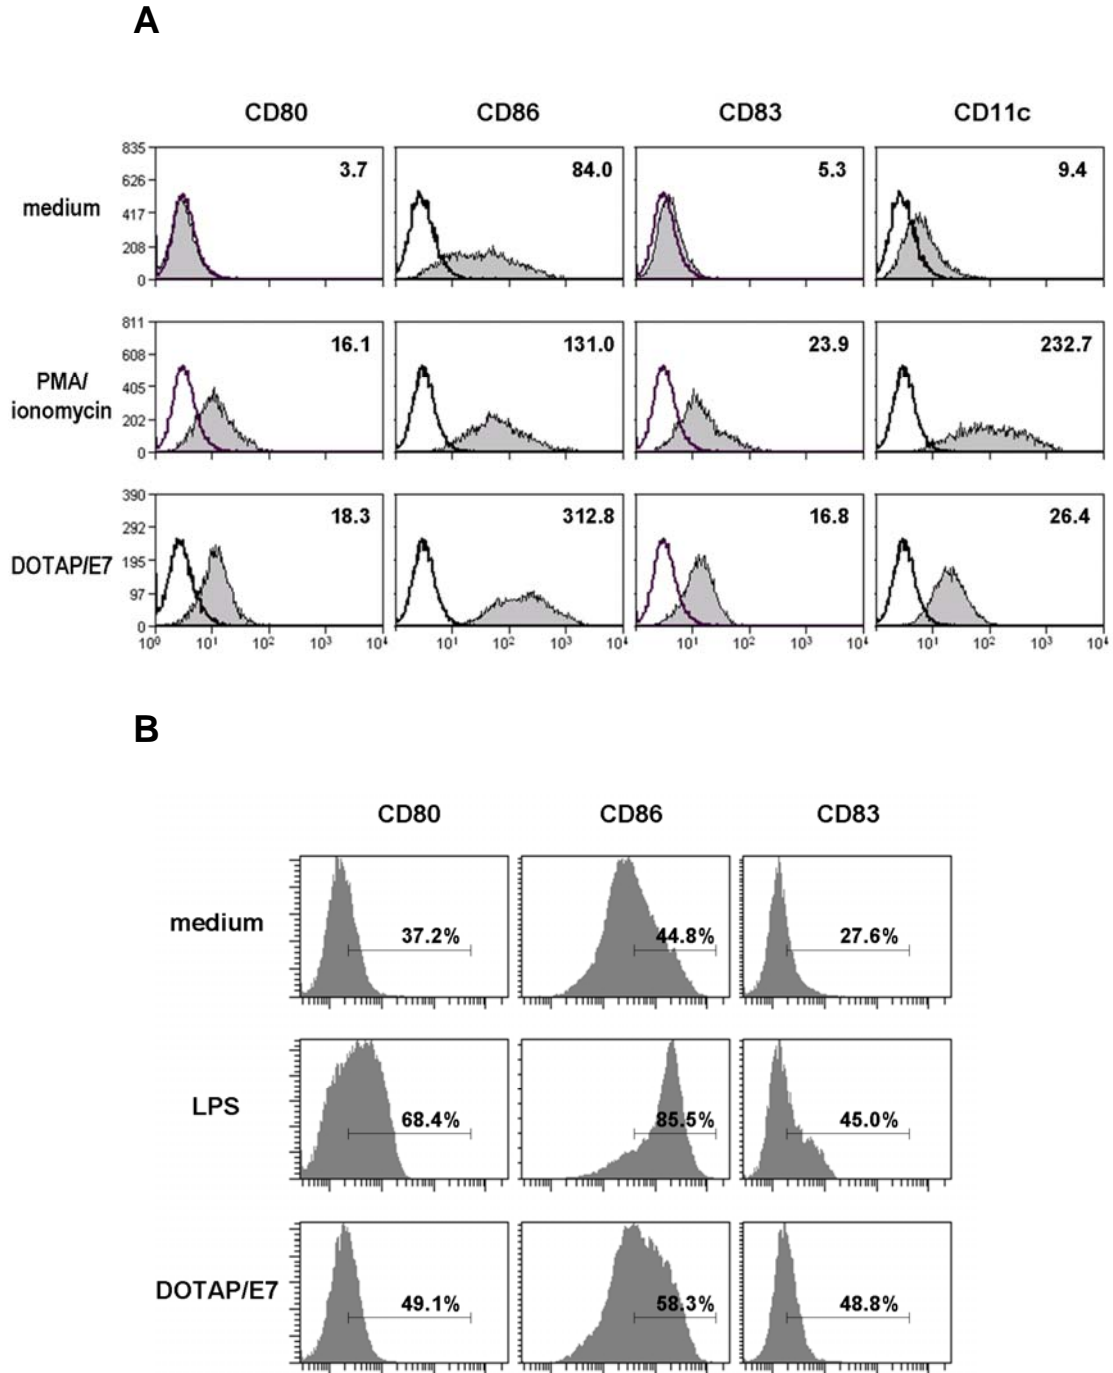 A
CD80 CD86 CD83 CD11c
medium
835
626
417
208
0
3.7 84.0 5.3 9.4
PMA/
ionomycin
811
608
405
202
0
16.1 131.0 23.9 232.7
DOTAP/E7
390
292
195
97
0
18.3 312.8 16.8 26.4
10⁰ 10¹ 10² 10³ 10⁴ 10¹ 10² 10³ 10⁴ 10¹ 10² 10³ 10⁴ 10¹ 10² 10³ 10⁴
B
CD80 CD86 CD83
medium 37.2% 44.8% 27.6%
LPS 68.4% 85.5% 45.0%
DOTAP/E7 49.1% 58.3% 48.8%